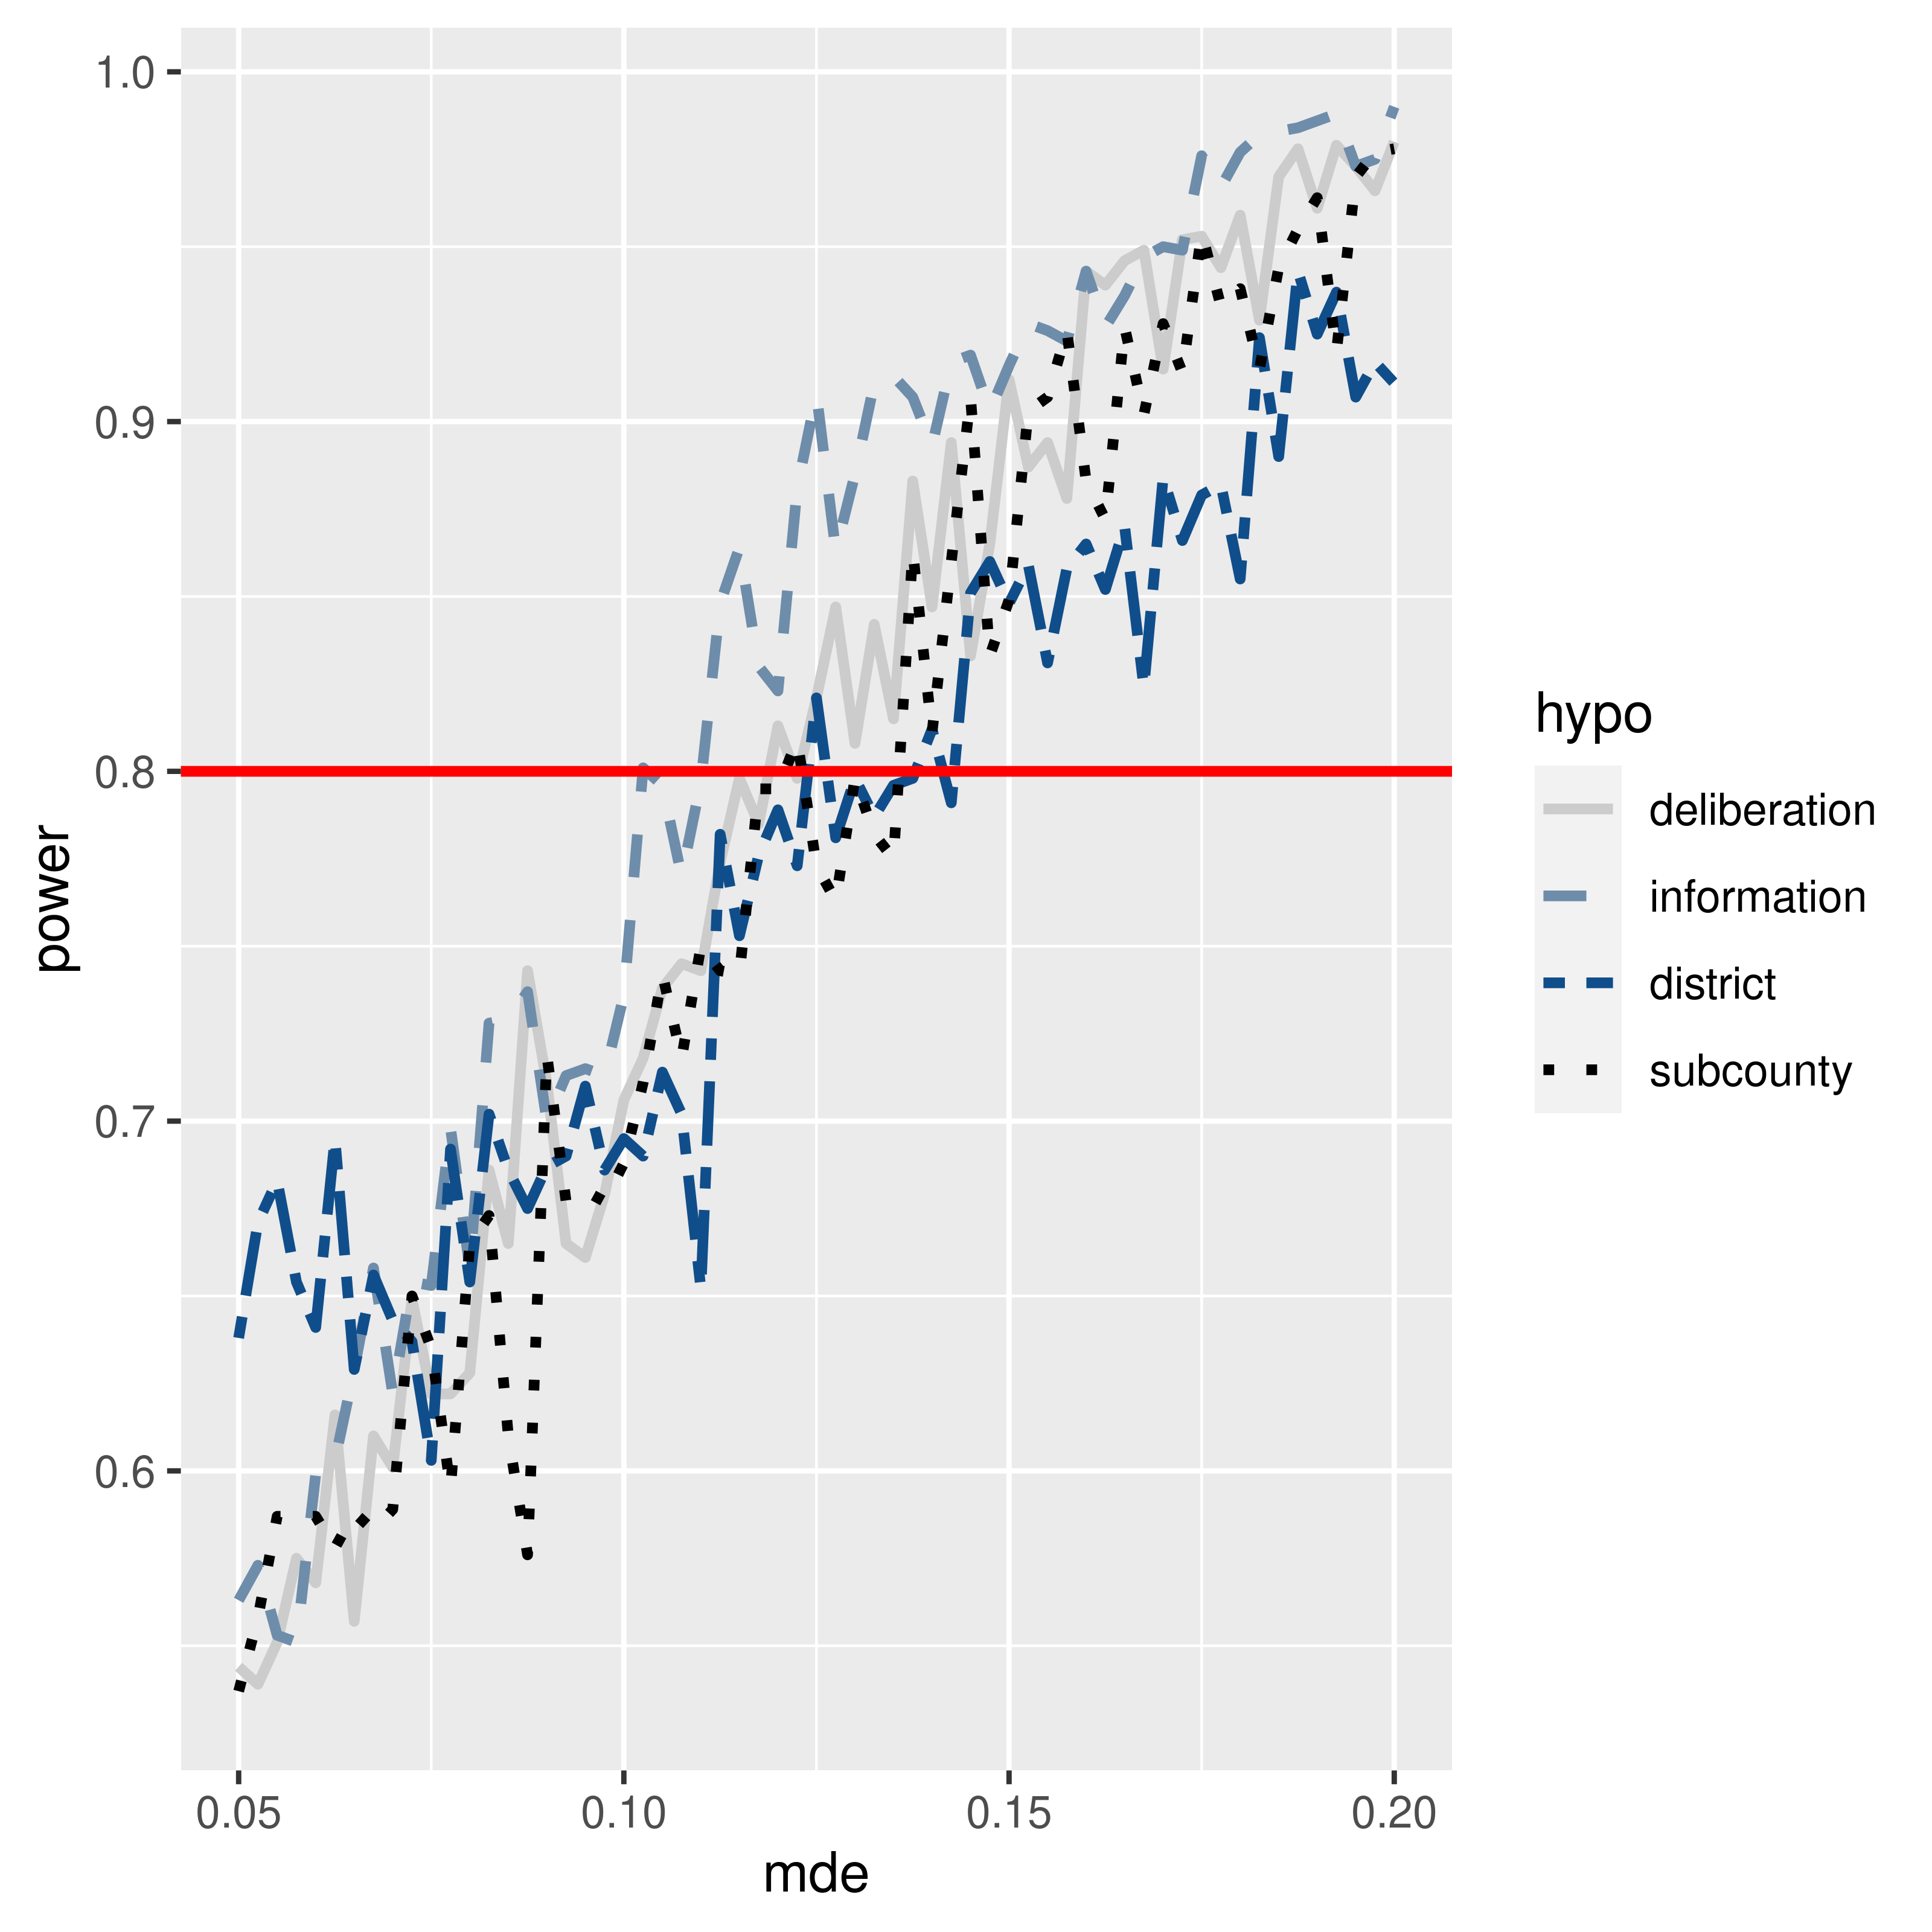 1.0
0.9
0.8
0.7
0.6
power
0.05 0.10 0.15 0.20
mde
hypo
deliberation
information
district
subcounty